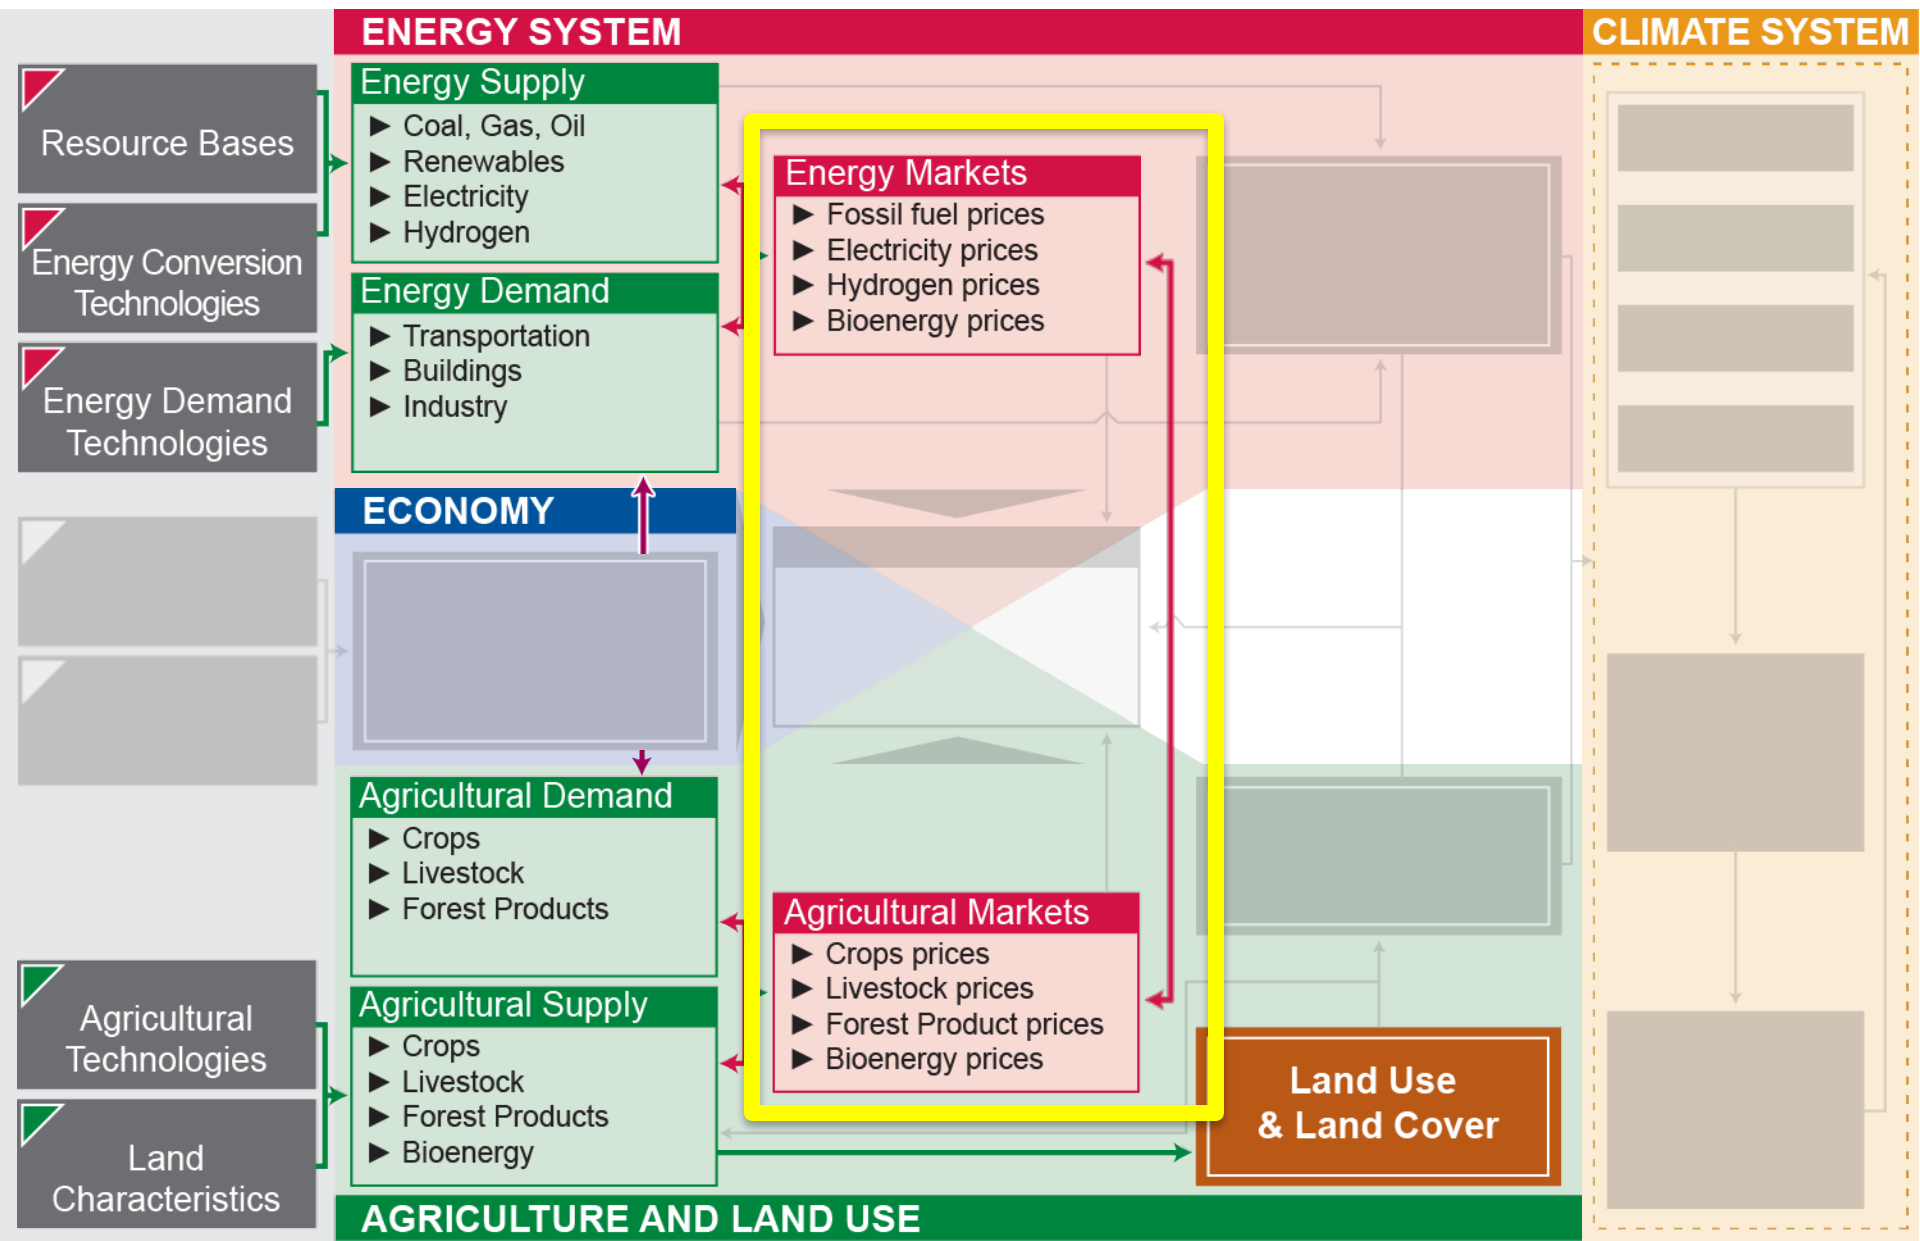 ENERGY SYSTEM
CLIMATE SYSTEM
Resource Bases
Energy Conversion
Technologies
Energy Demand
Technologies
Energy Supply
► Coal, Gas, Oil
► Renewables
► Electricity
► Hydrogen
Energy Demand
► Transportation
► Buildings
► Industry
Energy Markets
► Fossil fuel prices
► Electricity prices
► Hydrogen prices
► Bioenergy prices
ECONOMY
Agricultural Demand
► Crops
► Livestock
► Forest Products
Agricultural Technologies
Land
Characteristics
Agricultural Supply
► Crops
► Livestock
► Forest Products
► Bioenergy
Agricultural Markets
► Crops prices
► Livestock prices
► Forest Product prices
► Bioenergy prices
Land Use
& Land Cover
AGRICULTURE AND LAND USE